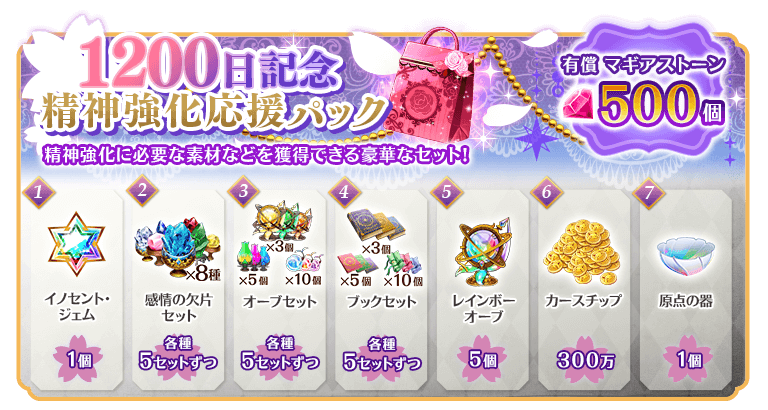 1200日記念
精神強化応援パック
有償 マギアストーン
500個
精神強化に必要な素材などを獲得できる豪華なセット!
1
イノセント・
ジェム
1個
2
×8種
感情の欠片
セット
各種
5セットずつ
3
×3個
×5個 ×10個
オーブセット
各種
5セットずつ
4
×3個
×5個 ×10個
ブックセット
各種
5セットずつ
5
レインボー
オーブ
5個
6
カースチップ
300万
7
原点の器
1個